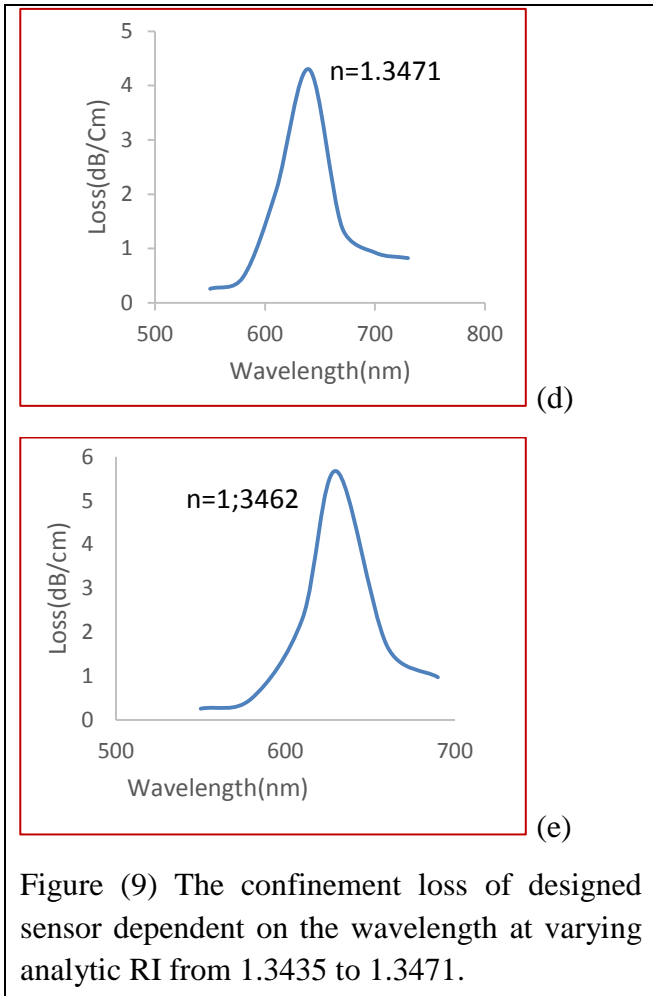 5
4
3
2
1
0
Loss(dB/Cm)
n=1.3471
500 600 700 800
Wavelength(nm)
(d)
6
5
4
3
2
1
0
Loss(dB/cm)
n=1;3462
500 600 700
Wavelength(nm)
(e)
Figure (9) The confinement loss of designed
sensor dependent on the wavelength at varying
analytic RI from 1.3435 to 1.3471.